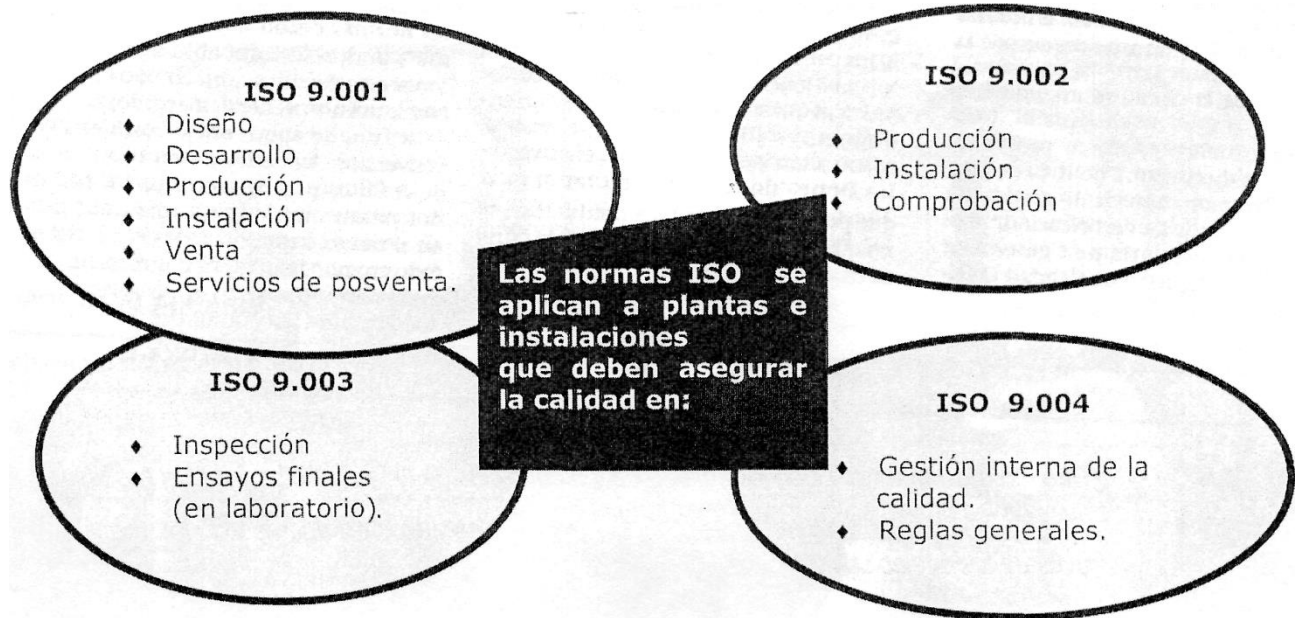 ISO 9.001
♦ Diseño
♦ Desarrollo
♦ Producción
♦ Instalación
♦ Venta
♦ Servicios de posventa.
ISO 9.002
♦ Producción
♦ Instalación
♦ Comprobación
Las normas ISO se
aplican a plantas e
instalaciones
que deben asegurar
la calidad en:
ISO 9.003
♦ Inspección
♦ Ensayos finales
(en laboratorio).
ISO 9.004
♦ Gestión interna de la
calidad.
♦ Reglas generales.